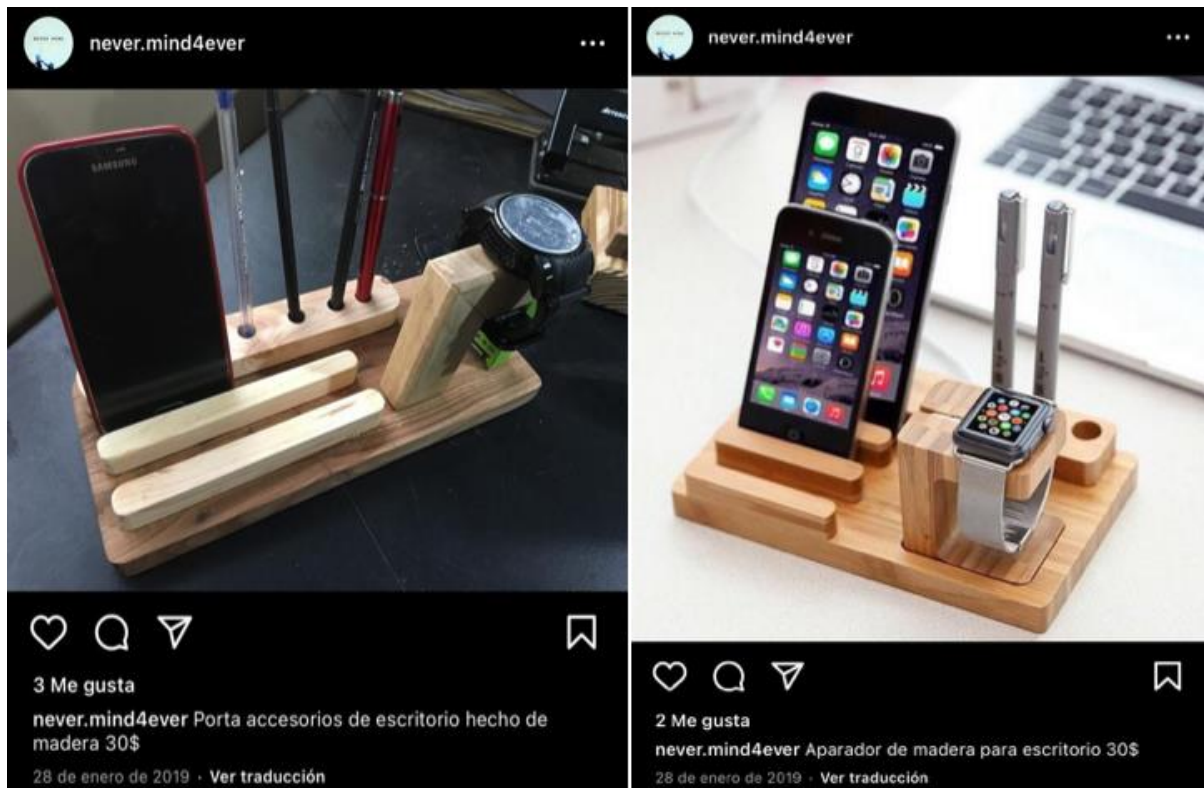 never.mind4ever
SAMSUNG
3 Me gusta
never.mind4ever Porta accesorios de escritorio hecho de
madera 30$
28 de enero de 2019 · Ver traducción
never.mind4ever
2 Me gusta
never.mind4ever Aparador de madera para escritorio 30$
28 de enero de 2019 · Ver traducción